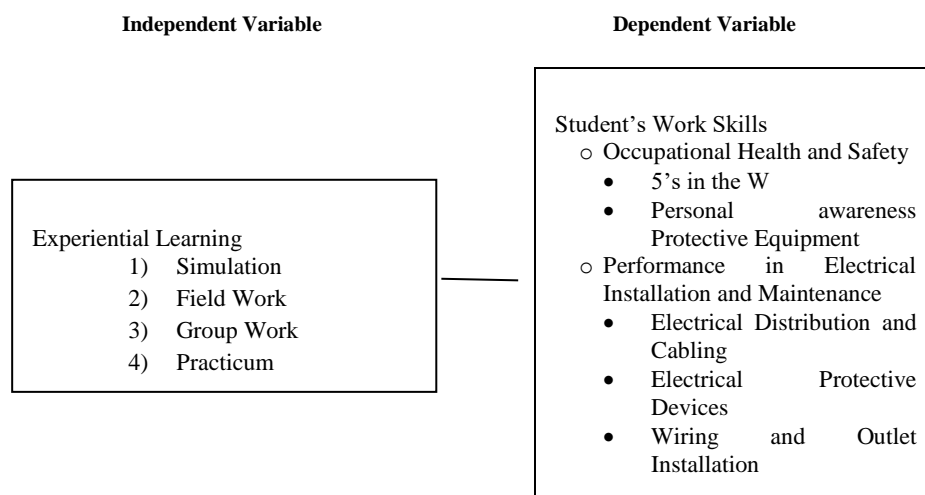 Independent Variable
Dependent Variable
Experiential Learning
1) Simulation
2) Field Work
3) Group Work
4) Practicum
Student’s Work Skills
o Occupational Health and Safety
• 5’s in the W
• Personal awareness
Protective Equipment
o Performance in Electrical
Installation and Maintenance
• Electrical Distribution and
Cabling
• Electrical Protective
Devices
• Wiring and Outlet
Installation